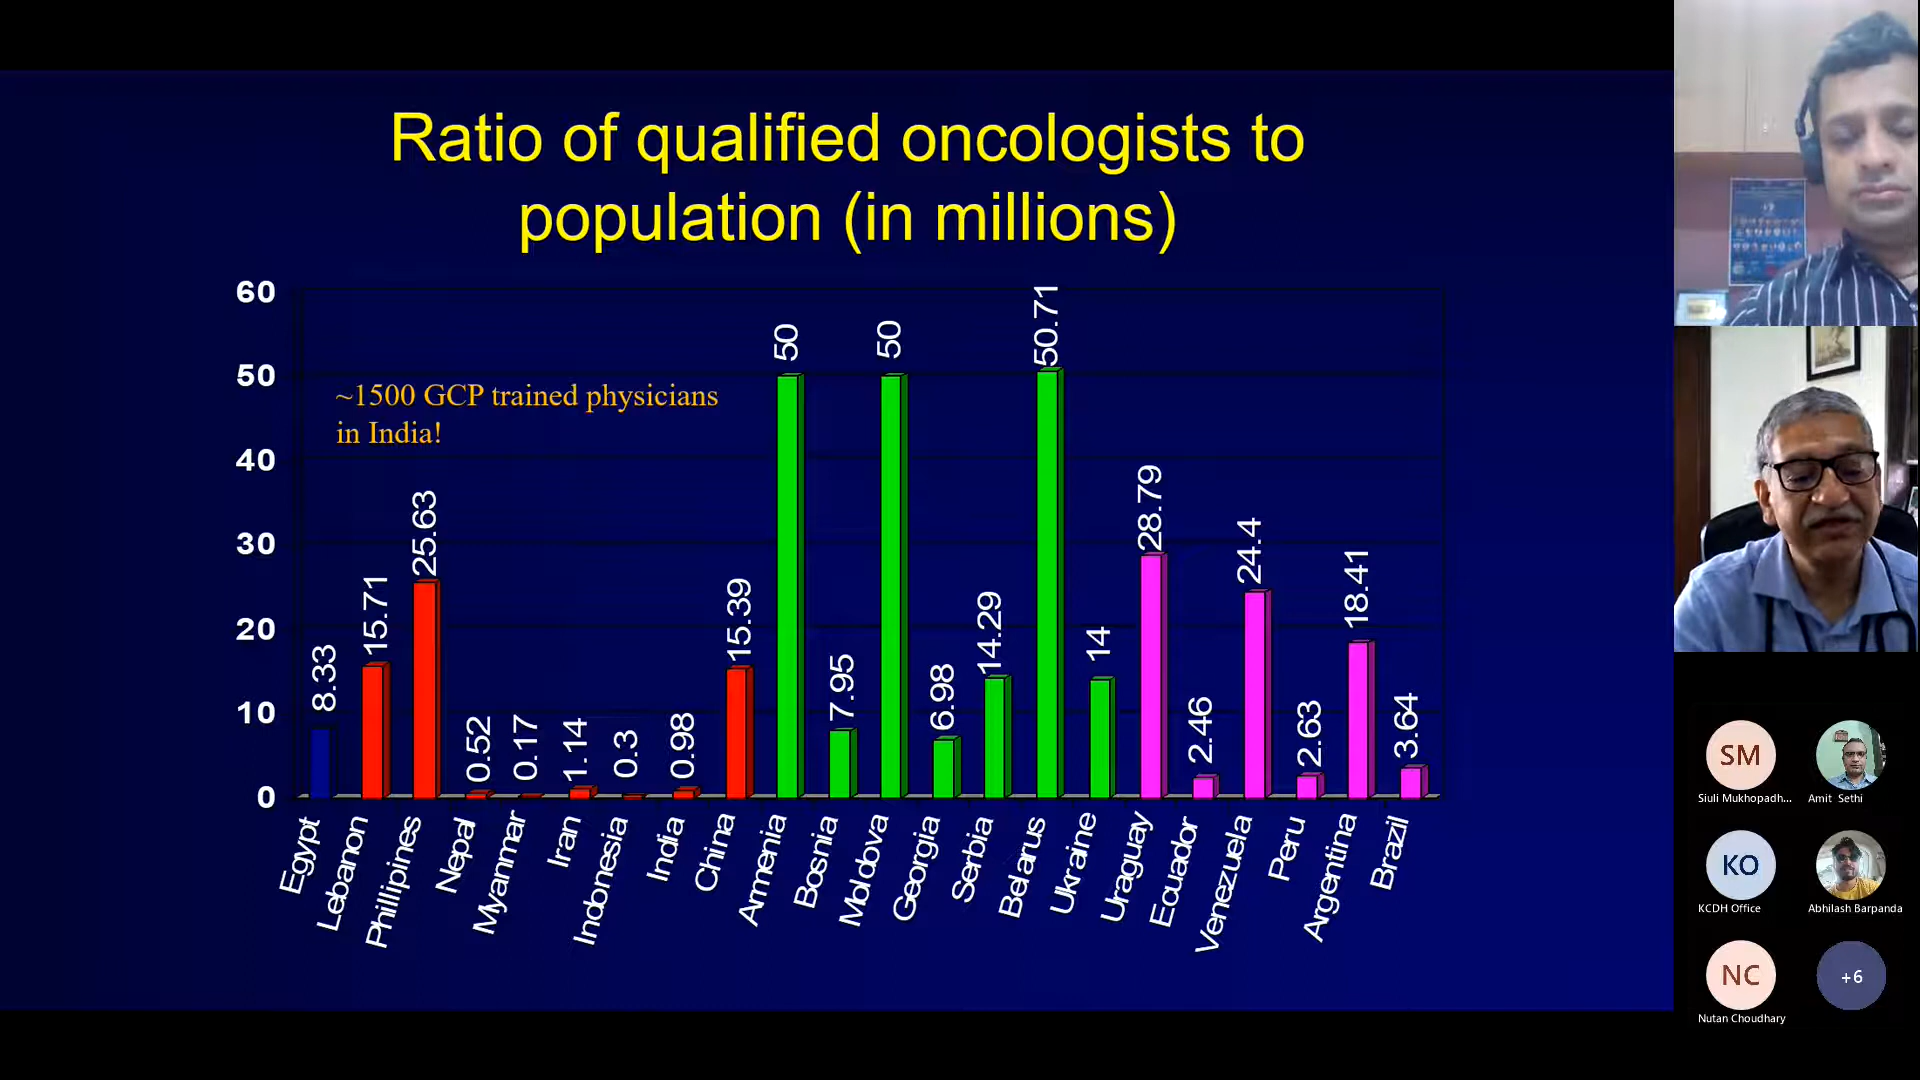 Ratio of qualified oncologists to
population (in millions)
60
50
40
30
20
10
0
~1500 GCP trained physicians
in India!
8.33
15.71
25.63
0.52
0.17
1.14
0.3
0.98
15.39
50
7.95
50
6.98
14.29
50.71
14
28.79
2.46
24.4
2.63
18.41
3.64
Egypt
Lebanon
Phillipines
Nepal
Myanmar
Iran
Indonesia
India
China
Armenia
Bosnia
Moldova
Georgia
Serbia
Belarus
Ukraine
Uraguay
Ecuador
Venezuela
Peru
Argentina
Brazil
SM
Siuli Mukhopadh...
Amit Sethi
KO
KCDH Office
Abhilash Barpanda
NC
Nutan Choudhary
+6